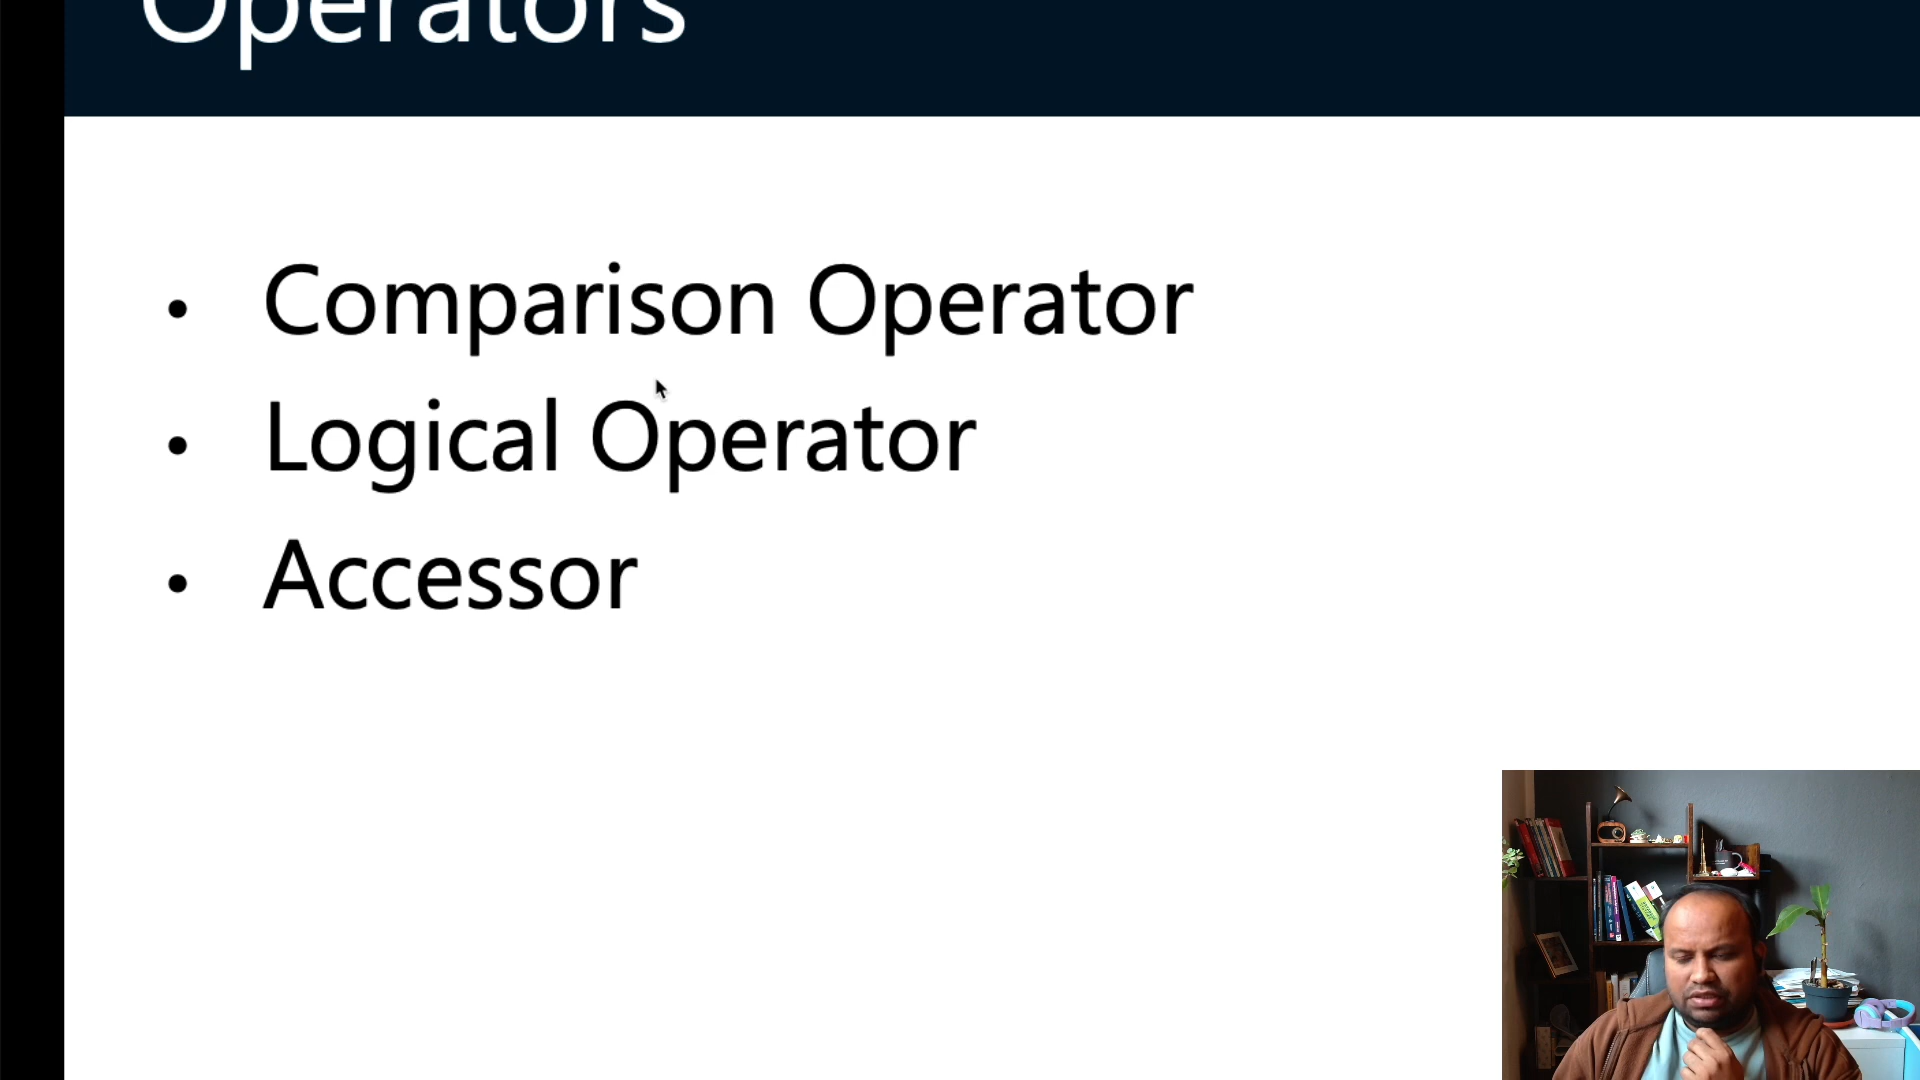 Operators
• Comparison Operator
• Logical Operator
• Accessor